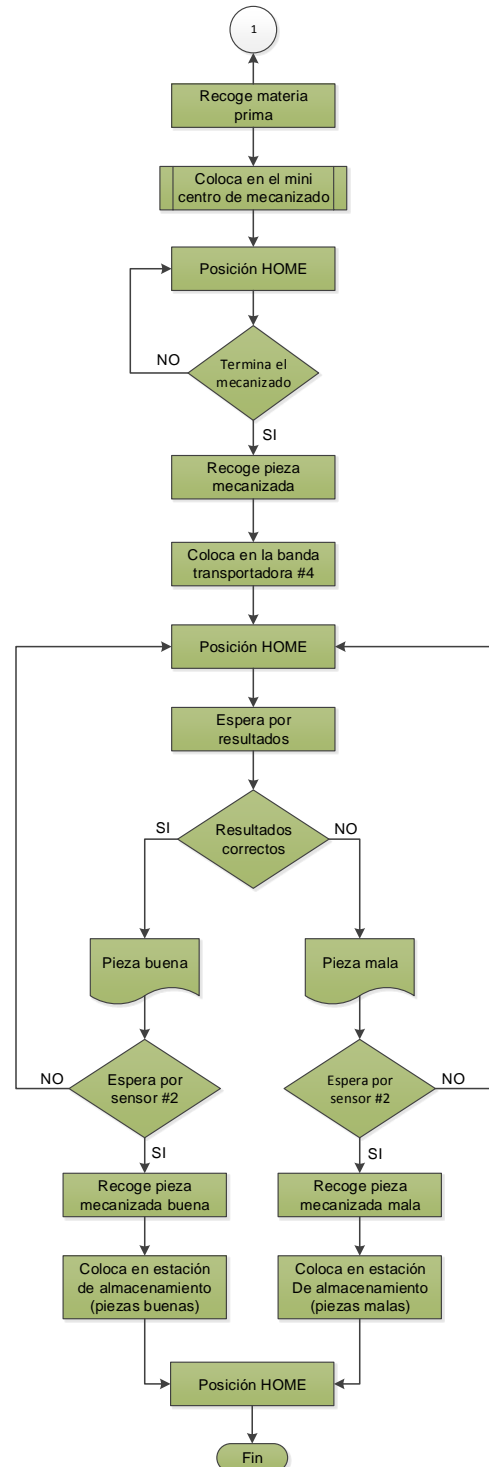 1
Recoge materia
prima
Coloca en el mini
centro de mecanizado
Posición HOME
Termina el
mecanizado
NO
SI
Recoge pieza
mecanizada
Coloca en la banda
transportadora #4
Posición HOME
Espera por
resultados
Resultados
correctos
SI
NO
Pieza buena
Pieza mala
Espera por
sensor #2
NO
SI
Espera por
sensor #2
NO
SI
Recoge pieza
mecanizada buena
Recoge pieza
mecanizada mala
Coloca en estación
de almacenamiento
(piezas buenas)
Coloca en estación
De almacenamiento
(piezas malas)
Posición HOME
Fin